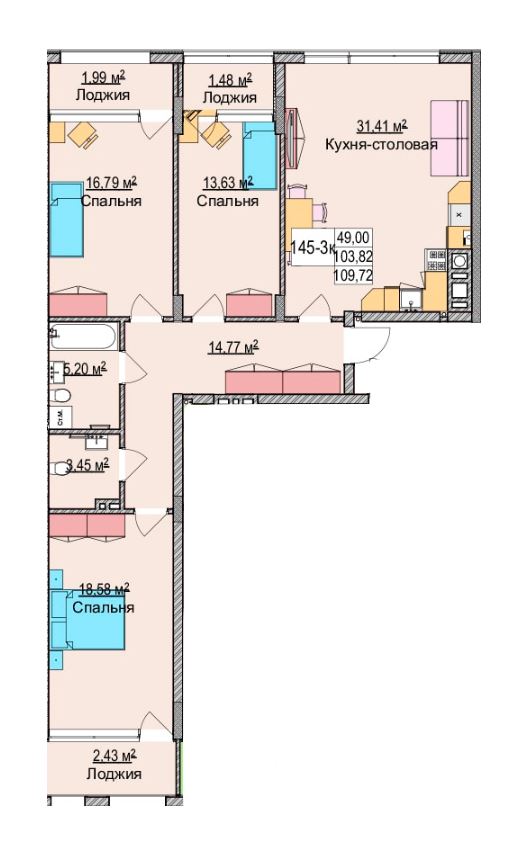 1,99 м²
Лоджия
1,48 м²
Лоджия
31,41 м²
Кухня-столовая
16,79 м²
Спальня
13,63 м²
Спальня
145-3к
49,00
103,82
109,72
14,77 м²
5,20 м²
Ст.М.
3,45 м²
18,58 м²
Спальня
2,43 м²
Лоджия